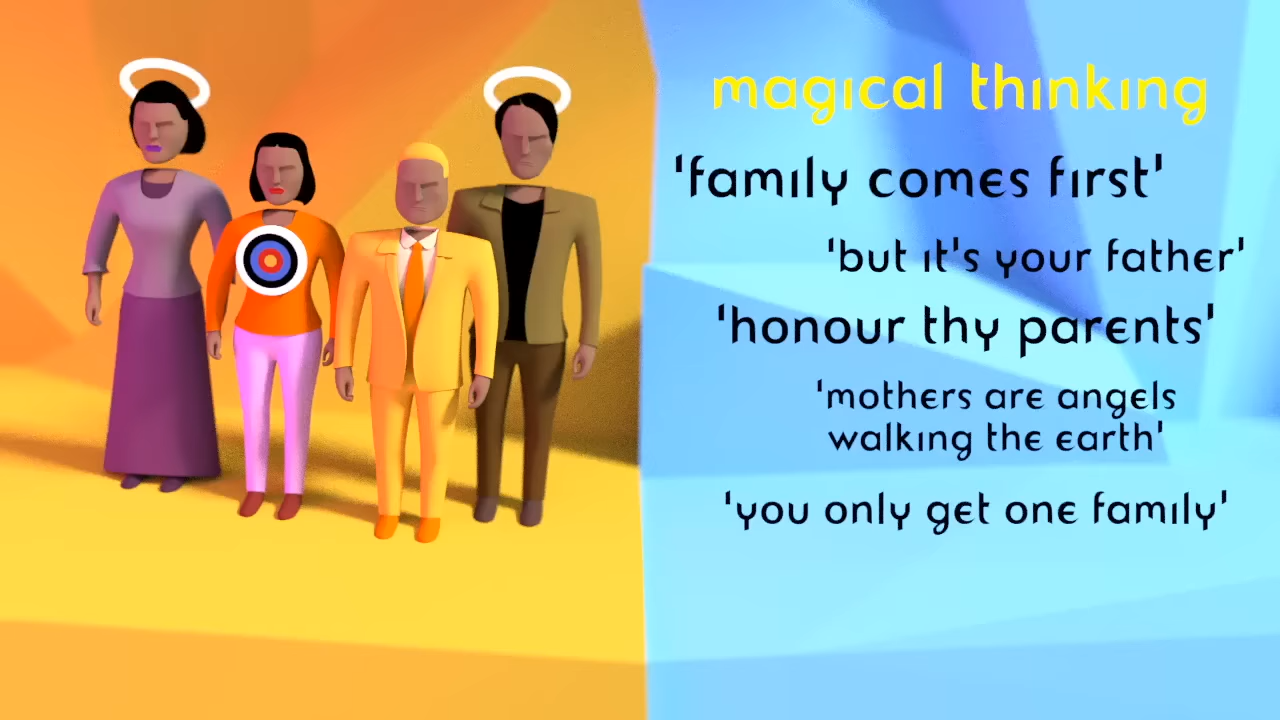 magical thinking
'family comes first'
'but it's your father'
'honour thy parents'
'mothers are angels
walking the earth'
'you only get one family'